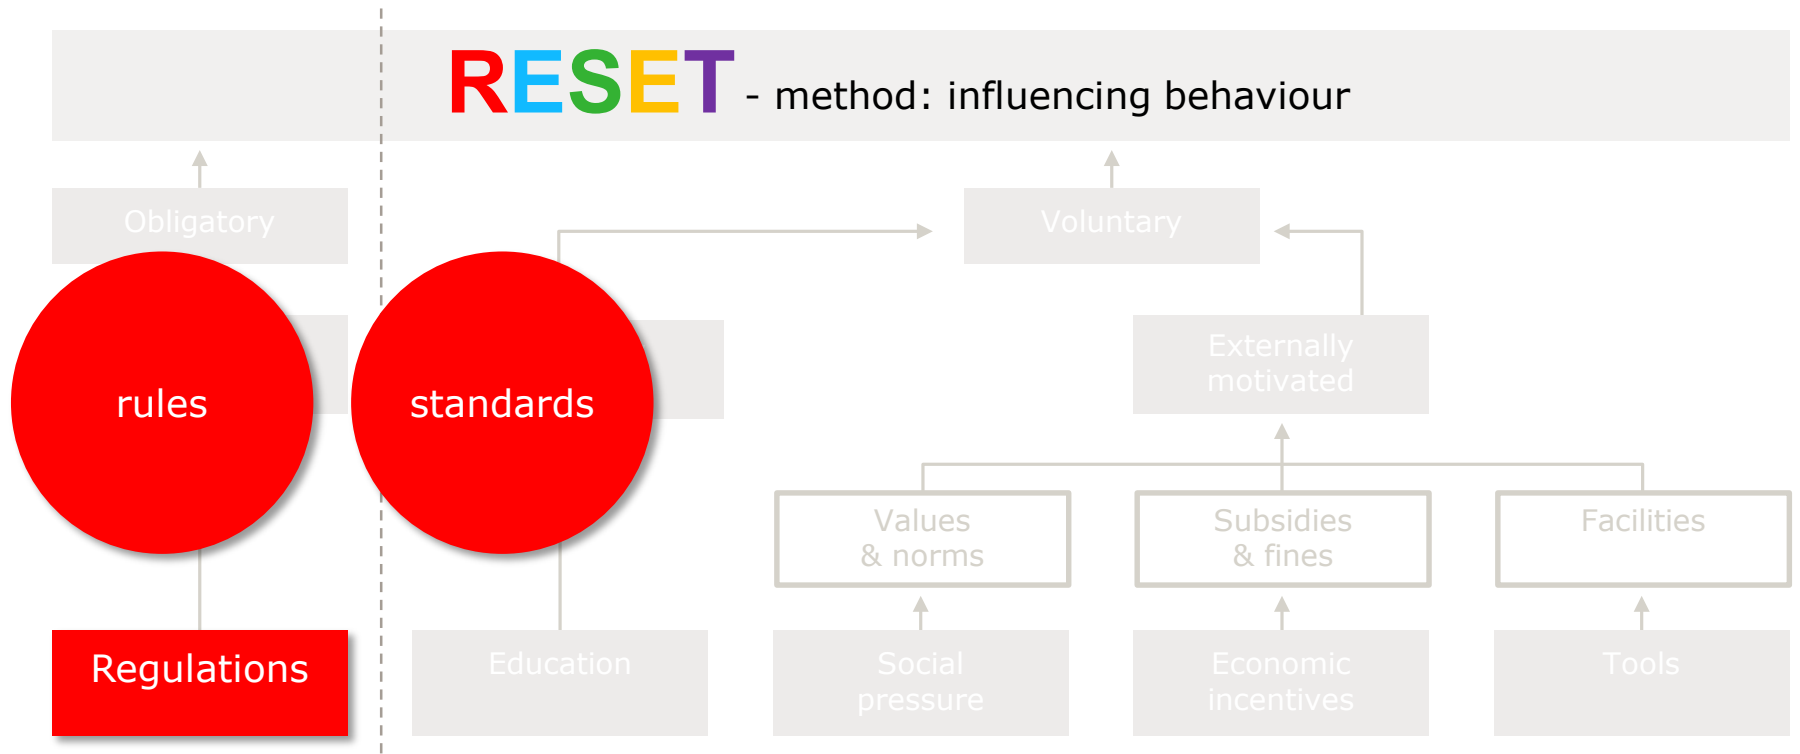 RESET - method: influencing behaviour
Obligatory
Voluntary
Externally
motivated
rules
standards
Values
& norms
Subsidies
& fines
Facilities
Regulations
Education
Social
pressure
Economic
incentives
Tools